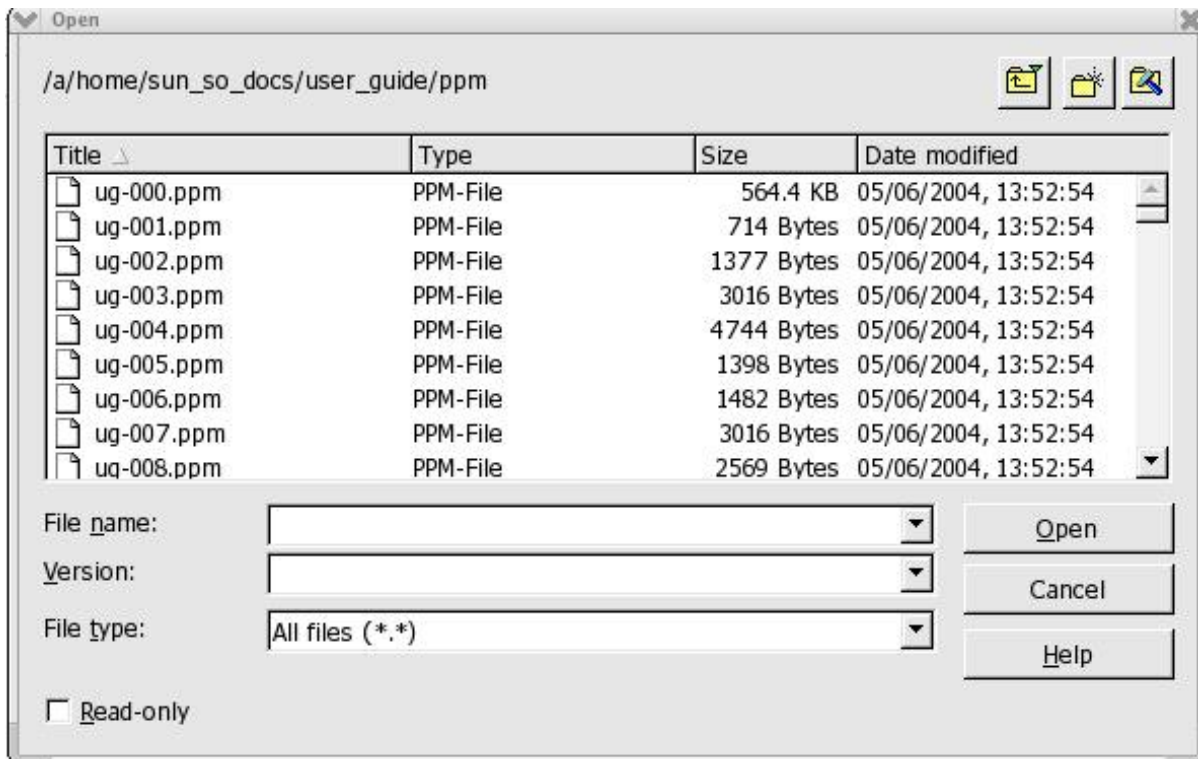 Open
/a/home/sun_so_docs/user_guide/ppm
Title Type Size Date modified
ug-000.ppm PPM-File 564.4 KB 05/06/2004, 13:52:54
ug-001.ppm PPM-File 714 Bytes 05/06/2004, 13:52:54
ug-002.ppm PPM-File 1377 Bytes 05/06/2004, 13:52:54
ug-003.ppm PPM-File 3016 Bytes 05/06/2004, 13:52:54
ug-004.ppm PPM-File 4744 Bytes 05/06/2004, 13:52:54
ug-005.ppm PPM-File 1398 Bytes 05/06/2004, 13:52:54
ug-006.ppm PPM-File 1482 Bytes 05/06/2004, 13:52:54
ug-007.ppm PPM-File 3016 Bytes 05/06/2004, 13:52:54
ug-008.ppm PPM-File 2569 Bytes 05/06/2004, 13:52:54
File name: Open
Version: Cancel
File type: All files (*.*)
Help
Read-only